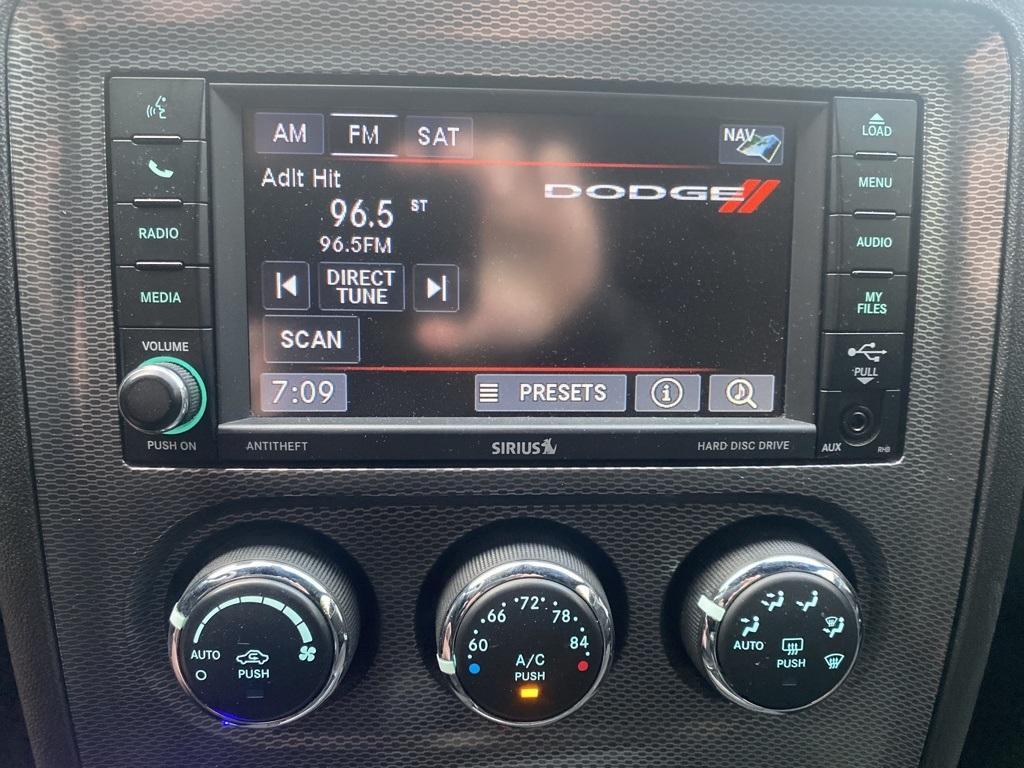 AM FM SAT NAV
Adlt Hit
96.5 ST
96.5FM
DODGE
DIRECT
TUNE
SCAN
7:09 PRESETS
RADIO
MEDIA
VOLUME
PUSH ON
LOAD
MENU
AUDIO
MY
FILES
PULL
AUX RHB
ANTITHEFT SIRIUS HARD DISC DRIVE
AUTO
PUSH
60 66 72° 78 84
A/C
PUSH
AUTO
PUSH